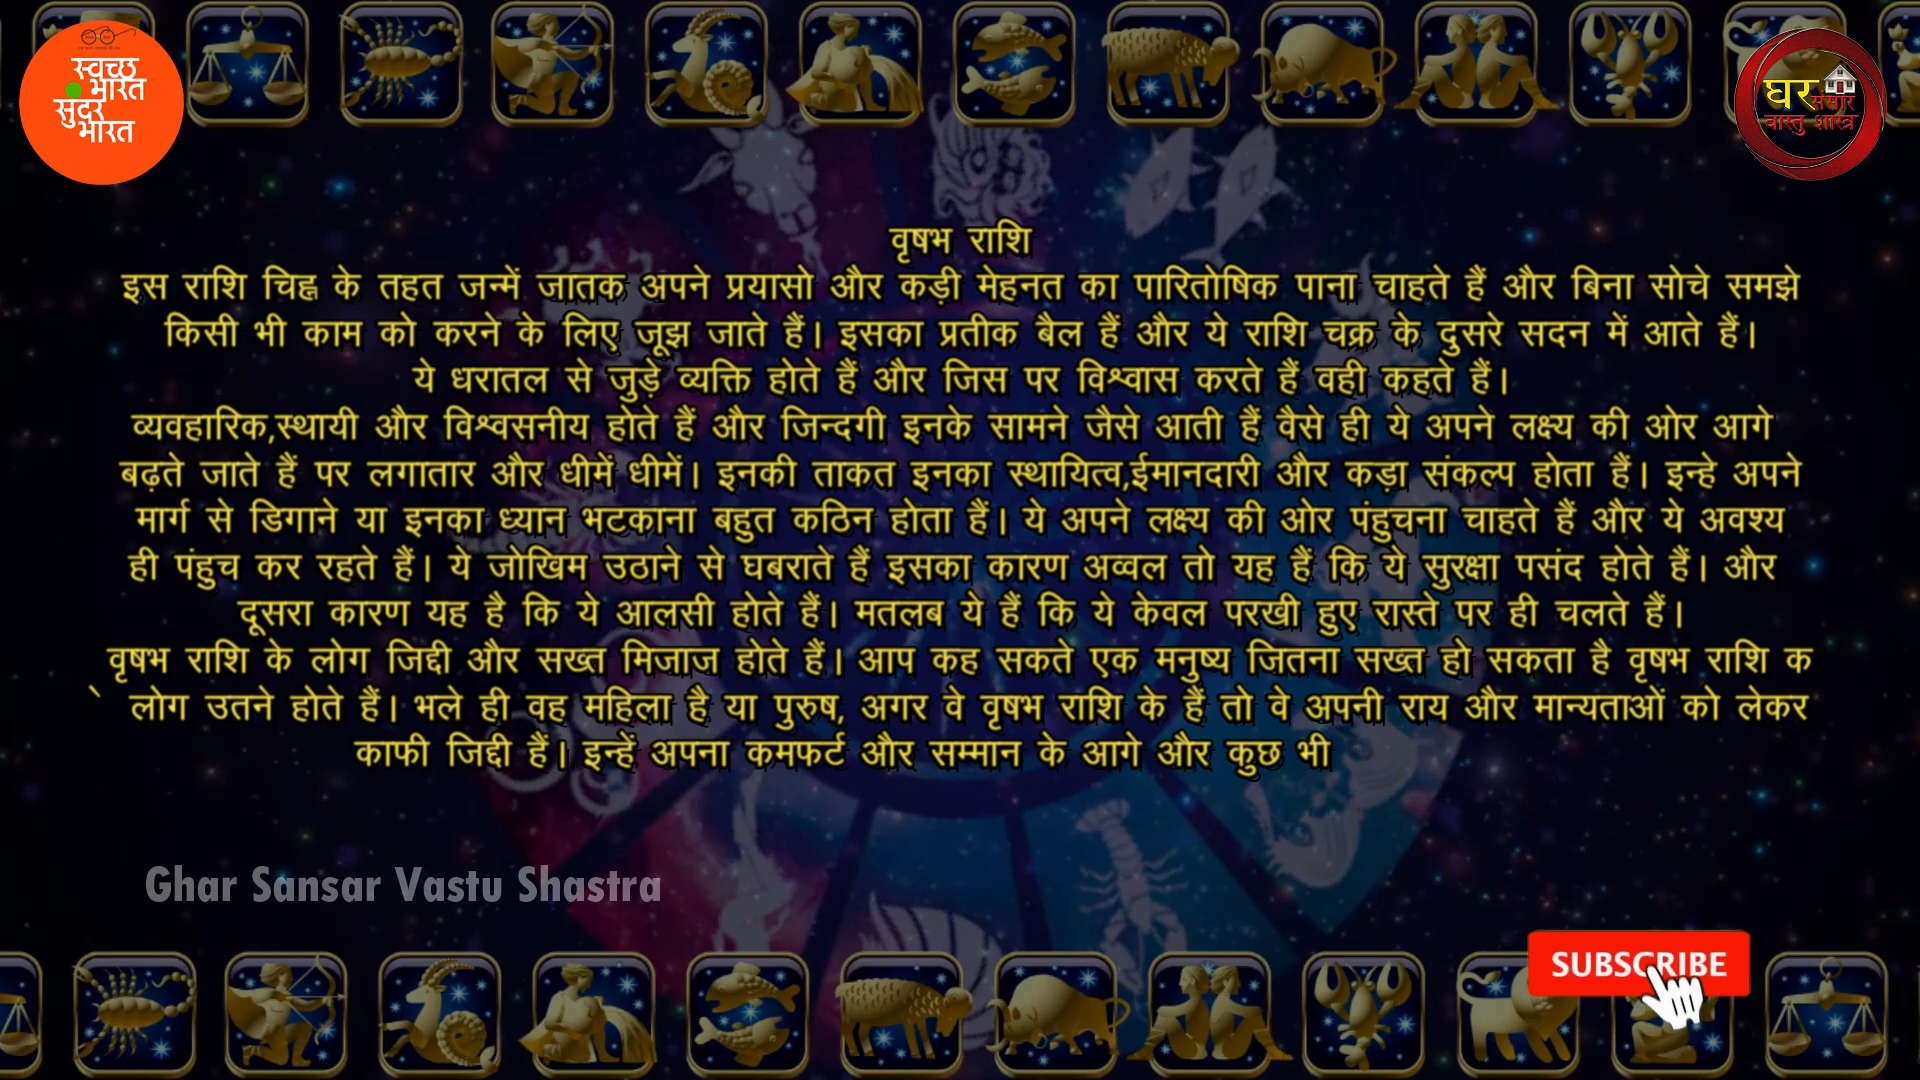 स्वच्छ
भारत
सुंदर
भारत
घर
संसार
वास्तु शास्त्र
वृषभ राशि
इस राशि चिह्न के तहत जन्में जातक अपने प्रयासो और कड़ी मेहनत का पारितोषिक पाना चाहते हैं और बिना सोचे समझे
किसी भी काम को करने के लिए जूझ जाते हैं। इसका प्रतीक बैल हैं और ये राशि चक्र के दुसरे सदन में आते हैं।
ये धरातल से जुड़े व्यक्ति होते हैं और जिस पर विश्वास करते हैं वही कहते हैं।
व्यवहारिक,स्थायी और विश्वसनीय होते हैं और जिन्दगी इनके सामने जैसे आती हैं वैसे ही ये अपने लक्ष्य की ओर आगे
बढ़ते जाते हैं पर लगातार और धीमें धीमें। इनकी ताकत इनका स्थायित्व,ईमानदारी और कड़ा संकल्प होता हैं। इन्हे अपने
मार्ग से डिगाने या इनका ध्यान भटकाना बहुत कठिन होता हैं। ये अपने लक्ष्य की ओर पंहुचना चाहते हैं और ये अवश्य
ही पंहुच कर रहते हैं। ये जोखिम उठाने से घबराते हैं इसका कारण अव्वल तो यह हैं कि ये सुरक्षा पसंद होते हैं। और
दूसरा कारण यह है कि ये आलसी होते हैं। मतलब ये हैं कि ये केवल परखी हुए रास्ते पर ही चलते हैं।
वृषभ राशि के लोग जिद्दी और सख्त मिजाज होते हैं। आप कह सकते एक मनुष्य जितना सख्त हो सकता है वृषभ राशि क
े लोग उतने होते हैं। भले ही वह महिला है या पुरुष, अगर वे वृषभ राशि के हैं तो वे अपनी राय और मान्यताओं को लेकर
काफी जिद्दी हैं। इन्हें अपना कमफर्ट और सम्मान के आगे और कुछ भी
Ghar Sansar Vastu Shastra
SUBSCRIBE